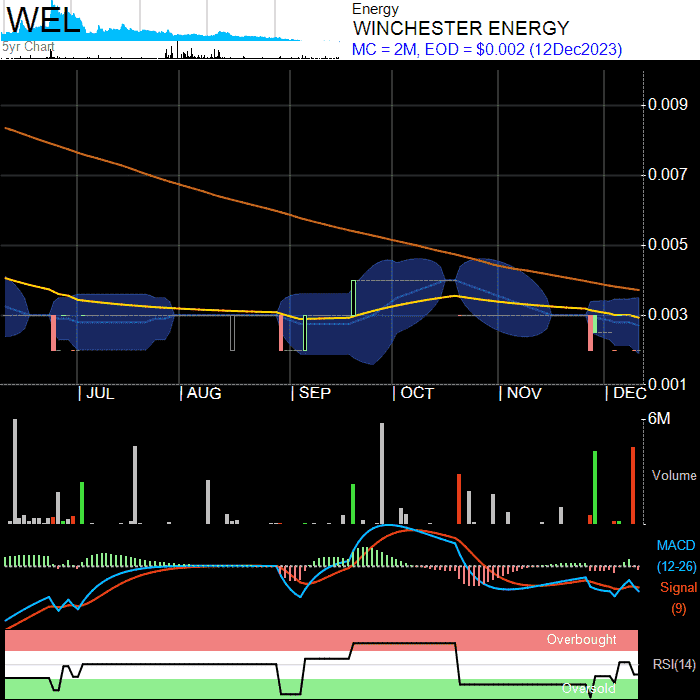 WEL
5yr Chart
Energy
WINCHESTER ENERGY
MC = 2M, EOD = $0.002 (12Dec2023)
0.009
0.007
0.005
0.003
0.001
| JUL | AUG | SEP | OCT | NOV | DEC
6M
Volume
MACD
(12-26)
Signal
(9)
Overbought
RSI(14)
Oversold